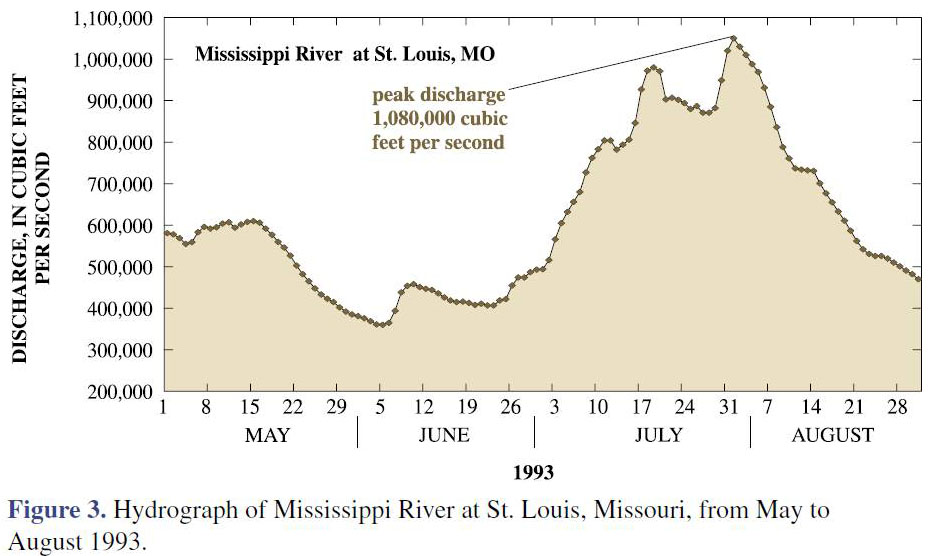 1,100,000
1,000,000
900,000
800,000
700,000
600,000
500,000
400,000
300,000
200,000
DISCHARGE, IN CUBIC FEET
PER SECOND
Mississippi River at St. Louis, MO
peak discharge
1,080,000 cubic
feet per second
1 8 15 22 29 5 12 19 26 3 10 17 24 31 7 14 21 28
MAY JUNE JULY AUGUST
1993
Figure 3. Hydrograph of Mississippi River at St. Louis, Missouri, from May to
August 1993.